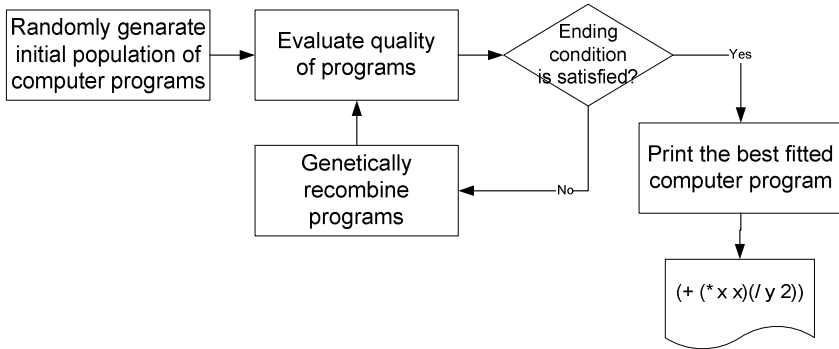 Randomly genarate
initial population of
computer programs
Evaluate quality
of programs
Ending
condition
is satisfied?
Yes
Genetically
recombine
programs
No
Print the best fitted
computer program
(+ (* x x)(/ y 2))